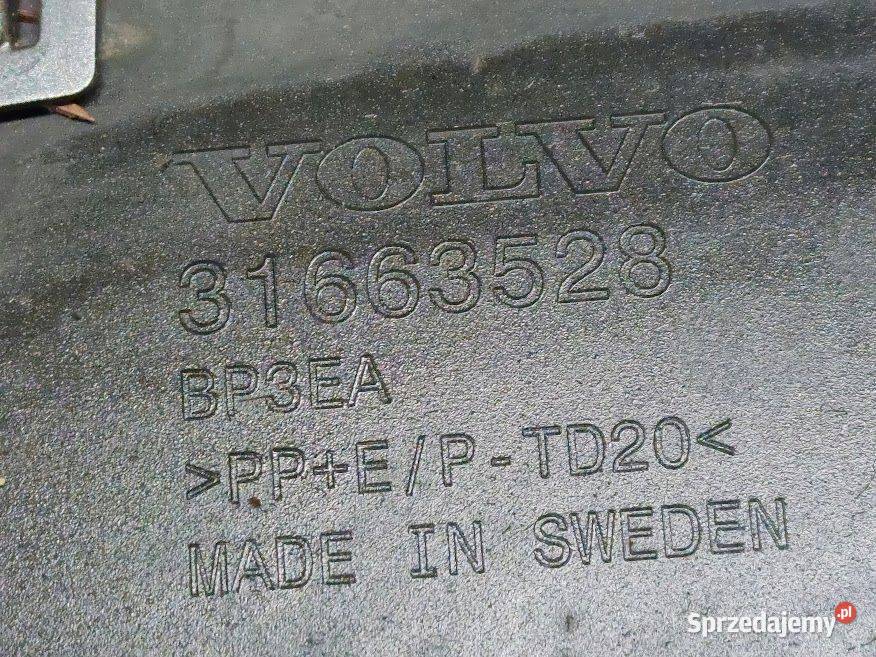 VOLVO
31663528
BP3EA
>PP+E/P-TD20<
MADE IN SWEDEN
Sprzedajemy.pl